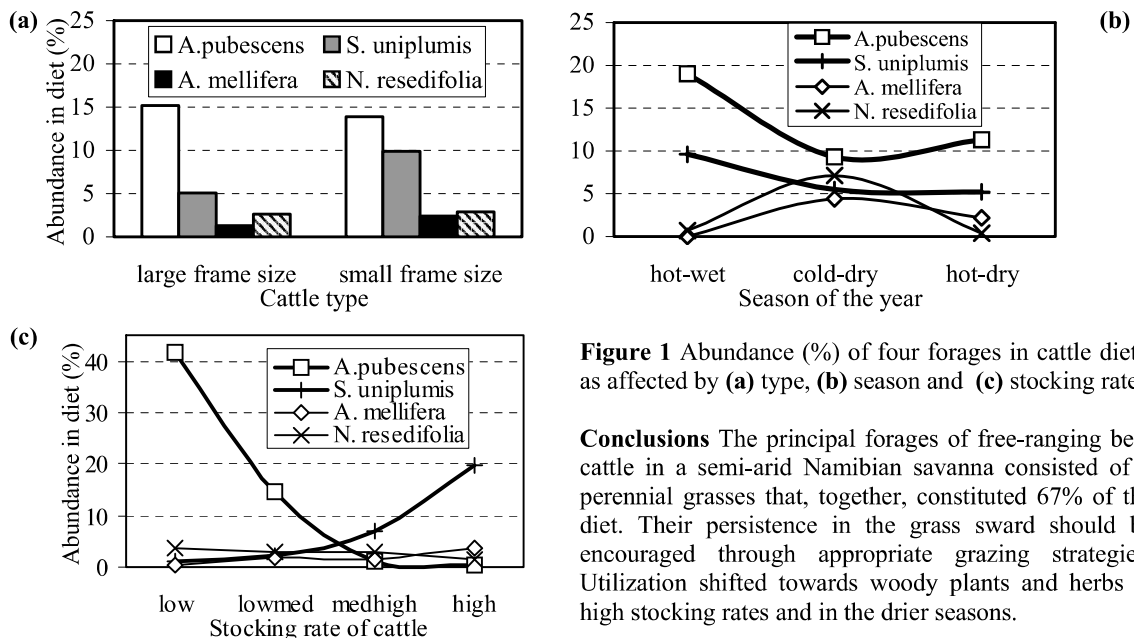 (a)
25
20
15
10
5
0
Abundance in diet (%)
A.pubescens
S. uniplumis
A. mellifera
N. resedifolia
large frame size
small frame size
Cattle type
(b)
25
20
15
10
5
0
A.pubescens
S. uniplumis
A. mellifera
N. resedifolia
hot-wet
cold-dry
hot-dry
Season of the year
(c)
40
30
20
10
0
Abundance in diet (%)
A.pubescens
S. uniplumis
A. mellifera
N. resedifolia
low
lowmed
medhigh
high
Stocking rate of cattle
Figure 1 Abundance (%) of four forages in cattle diet
as affected by (a) type, (b) season and (c) stocking rate
Conclusions The principal forages of free-ranging be
cattle in a semi-arid Namibian savanna consisted of
perennial grasses that, together, constituted 67% of th
diet. Their persistence in the grass sward should b
encouraged through appropriate grazing strategie
Utilization shifted towards woody plants and herbs
high stocking rates and in the drier seasons.